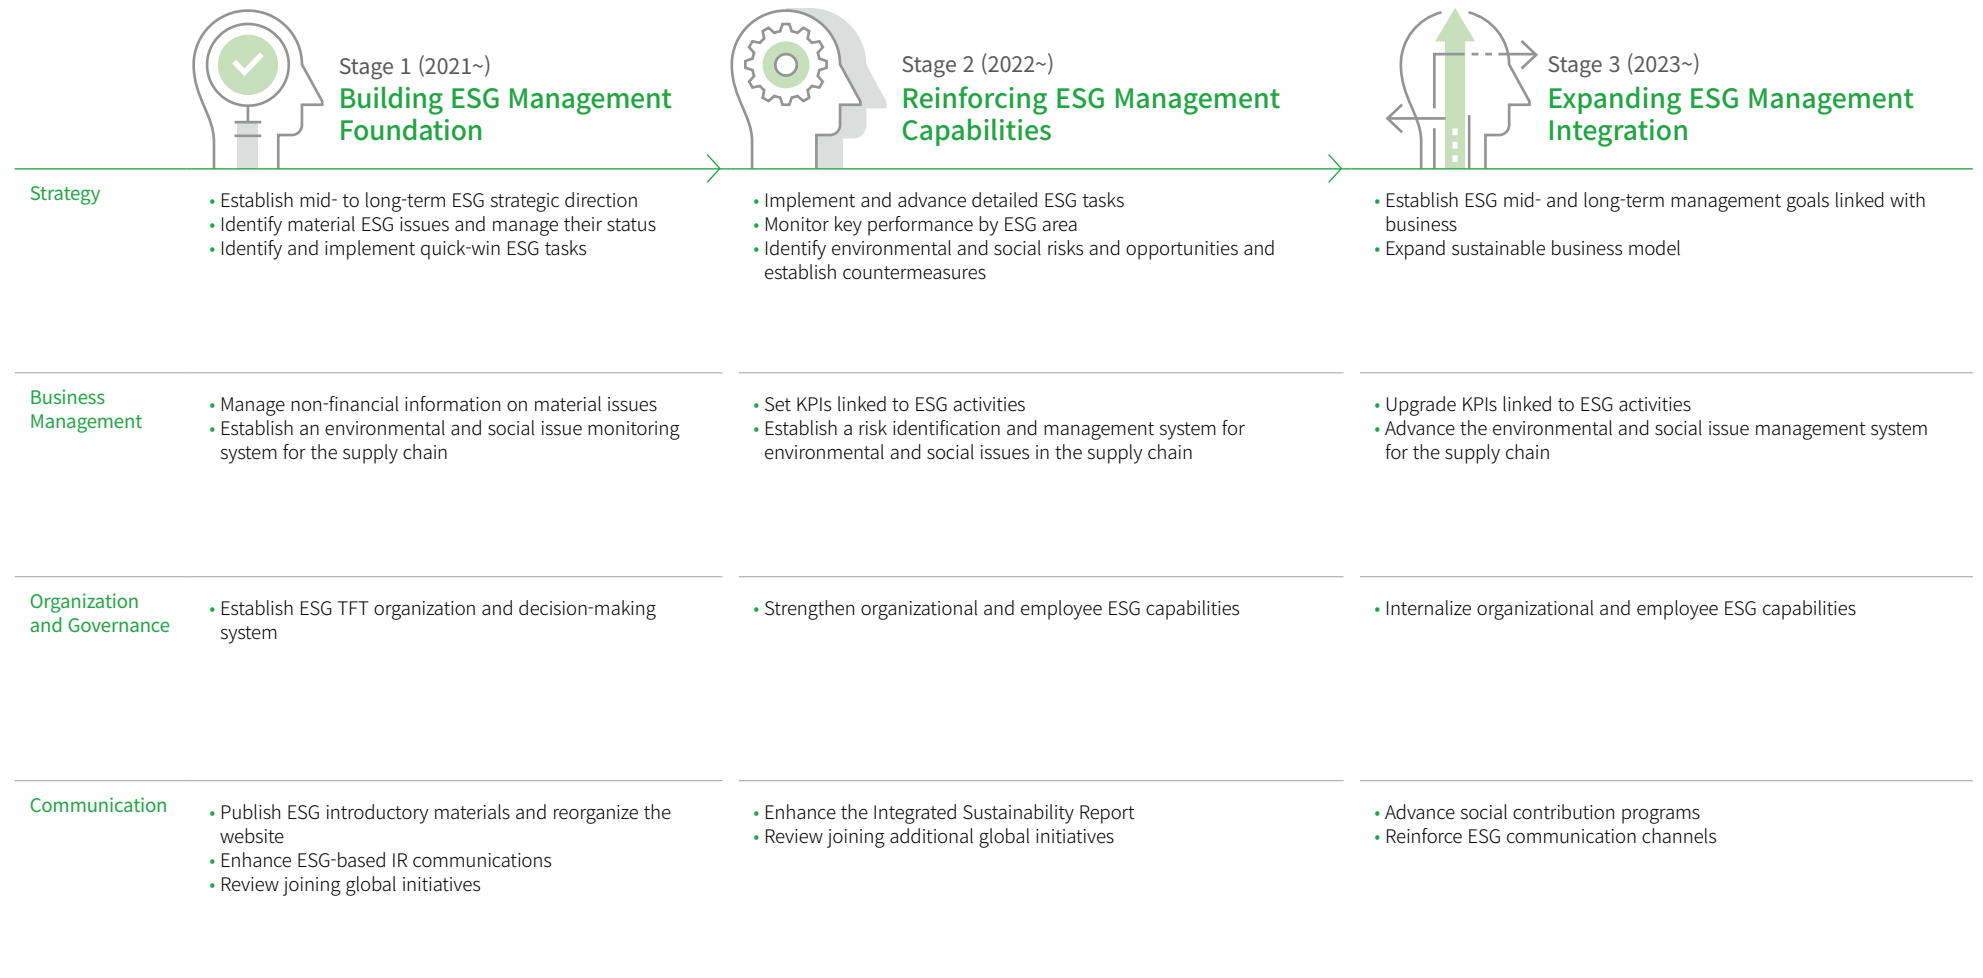 Stage 1 (2021~)
Building ESG Management
Foundation
Stage 2 (2022~)
Reinforcing ESG Management
Capabilities
Stage 3 (2023~)
Expanding ESG Management
Integration
Strategy
• Establish mid- to long-term ESG strategic direction
• Identify material ESG issues and manage their status
• Identify and implement quick-win ESG tasks
• Implement and advance detailed ESG tasks
• Monitor key performance by ESG area
• Identify environmental and social risks and opportunities and
establish countermeasures
• Establish ESG mid- and long-term management goals linked with
business
• Expand sustainable business model
Business
Management
• Manage non-financial information on material issues
• Establish an environmental and social issue monitoring
system for the supply chain
• Set KPIs linked to ESG activities
• Establish a risk identification and management system for
environmental and social issues in the supply chain
• Upgrade KPIs linked to ESG activities
• Advance the environmental and social issue management system
for the supply chain
Organization
and Governance
• Establish ESG TFT organization and decision-making
system
• Strengthen organizational and employee ESG capabilities
• Internalize organizational and employee ESG capabilities
Communication
• Publish ESG introductory materials and reorganize the
website
• Enhance ESG-based IR communications
• Review joining global initiatives
• Enhance the Integrated Sustainability Report
• Review joining additional global initiatives
• Advance social contribution programs
• Reinforce ESG communication channels